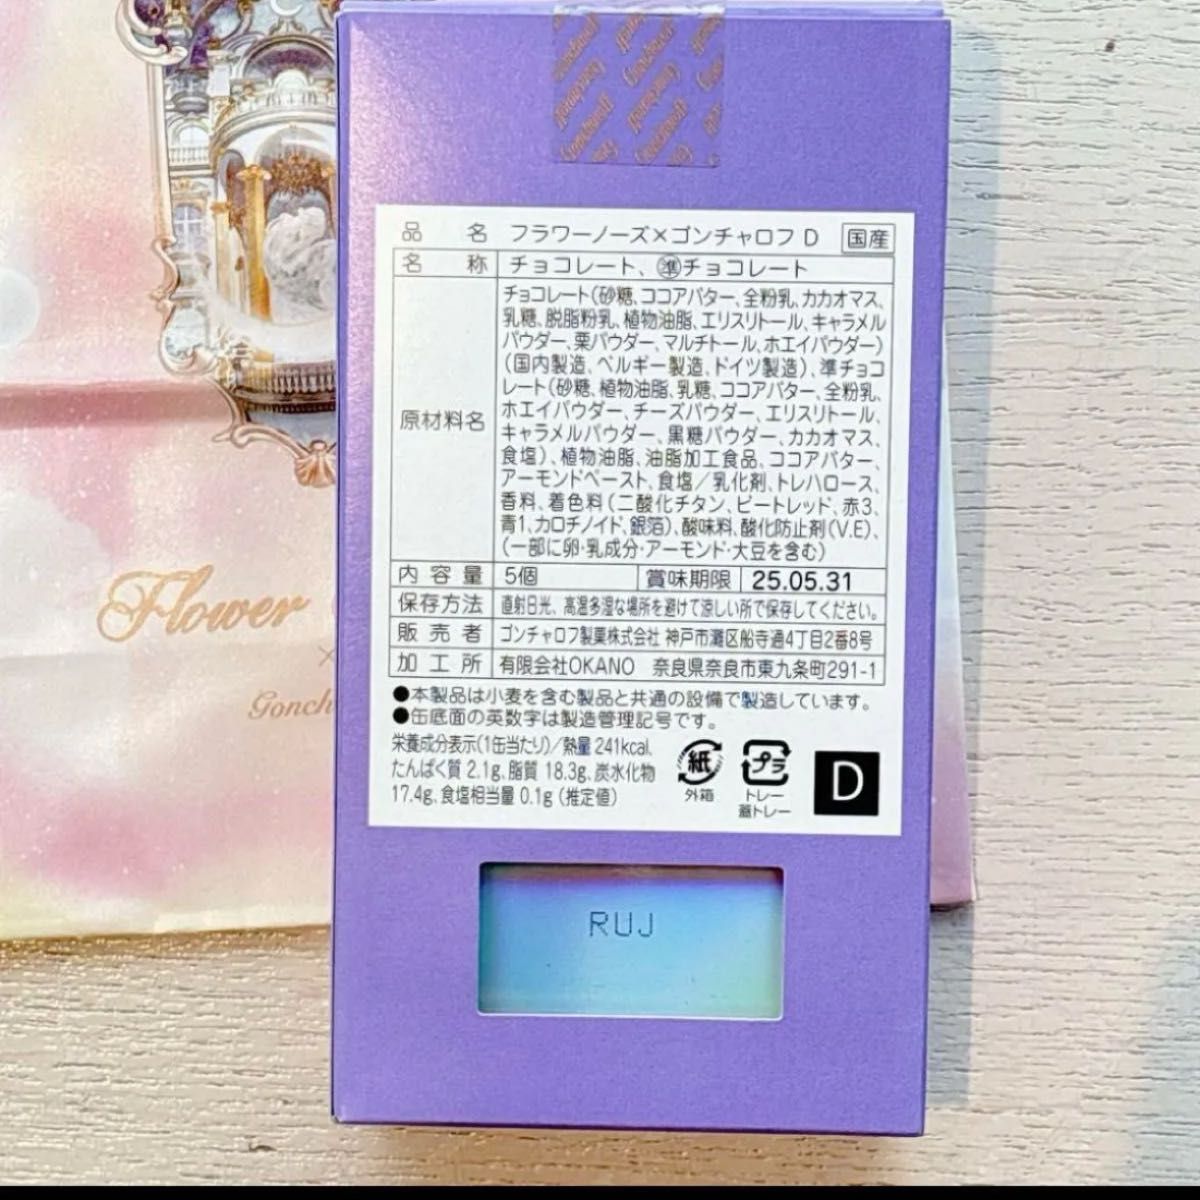 Flower
×
Gonch
Goncharoff
品名 フラワーノーズ×ゴンチャロフ D 国産
名称 チョコレート、準チョコレート
原材料名
チョコレート(砂糖、ココアバター、全粉乳、カカオマス、
乳糖、脱脂粉乳、植物油脂、エリスリトール、キャラメル
パウダー、栗パウダー、マルチトール、ホエイパウダー)
(国内製造、ベルギー製造、ドイツ製造)、準チョコ
レート(砂糖、植物油脂、乳糖、ココアバター、全粉乳、
ホエイパウダー、チーズパウダー、エリスリトール、
キャラメルパウダー、黒糖パウダー、カカオマス、
食塩)、植物油脂、油脂加工食品、ココアバター、
アーモンドペースト、食塩／乳化剤、トレハロース、
香料、着色料(二酸化チタン、ビートレッド、赤3、
青1、カロチノイド、銀箔)、酸味料、酸化防止剤(V.E)、
(一部に卵・乳成分・アーモンド・大豆を含む)
内容量 5個 賞味期限 25.05.31
保存方法 直射日光、高温多湿な場所を避けて涼しい所で保存してください。
販売者 ゴンチャロフ製菓株式会社 神戸市灘区船寺通4丁目2番8号
加工所 有限会社OKANO 奈良県奈良市東九条町291-1
●本製品は小麦を含む製品と共通の設備で製造しています。
●缶底面の英数字は製造管理記号です。
栄養成分表示(1缶当たり)／熱量 241kcal、
たんぱく質 2.1g、脂質 18.3g、炭水化物
17.4g、食塩相当量 0.1g (推定値)
紙
外箱
プラ
トレー
蓋トレー
D
RUJ